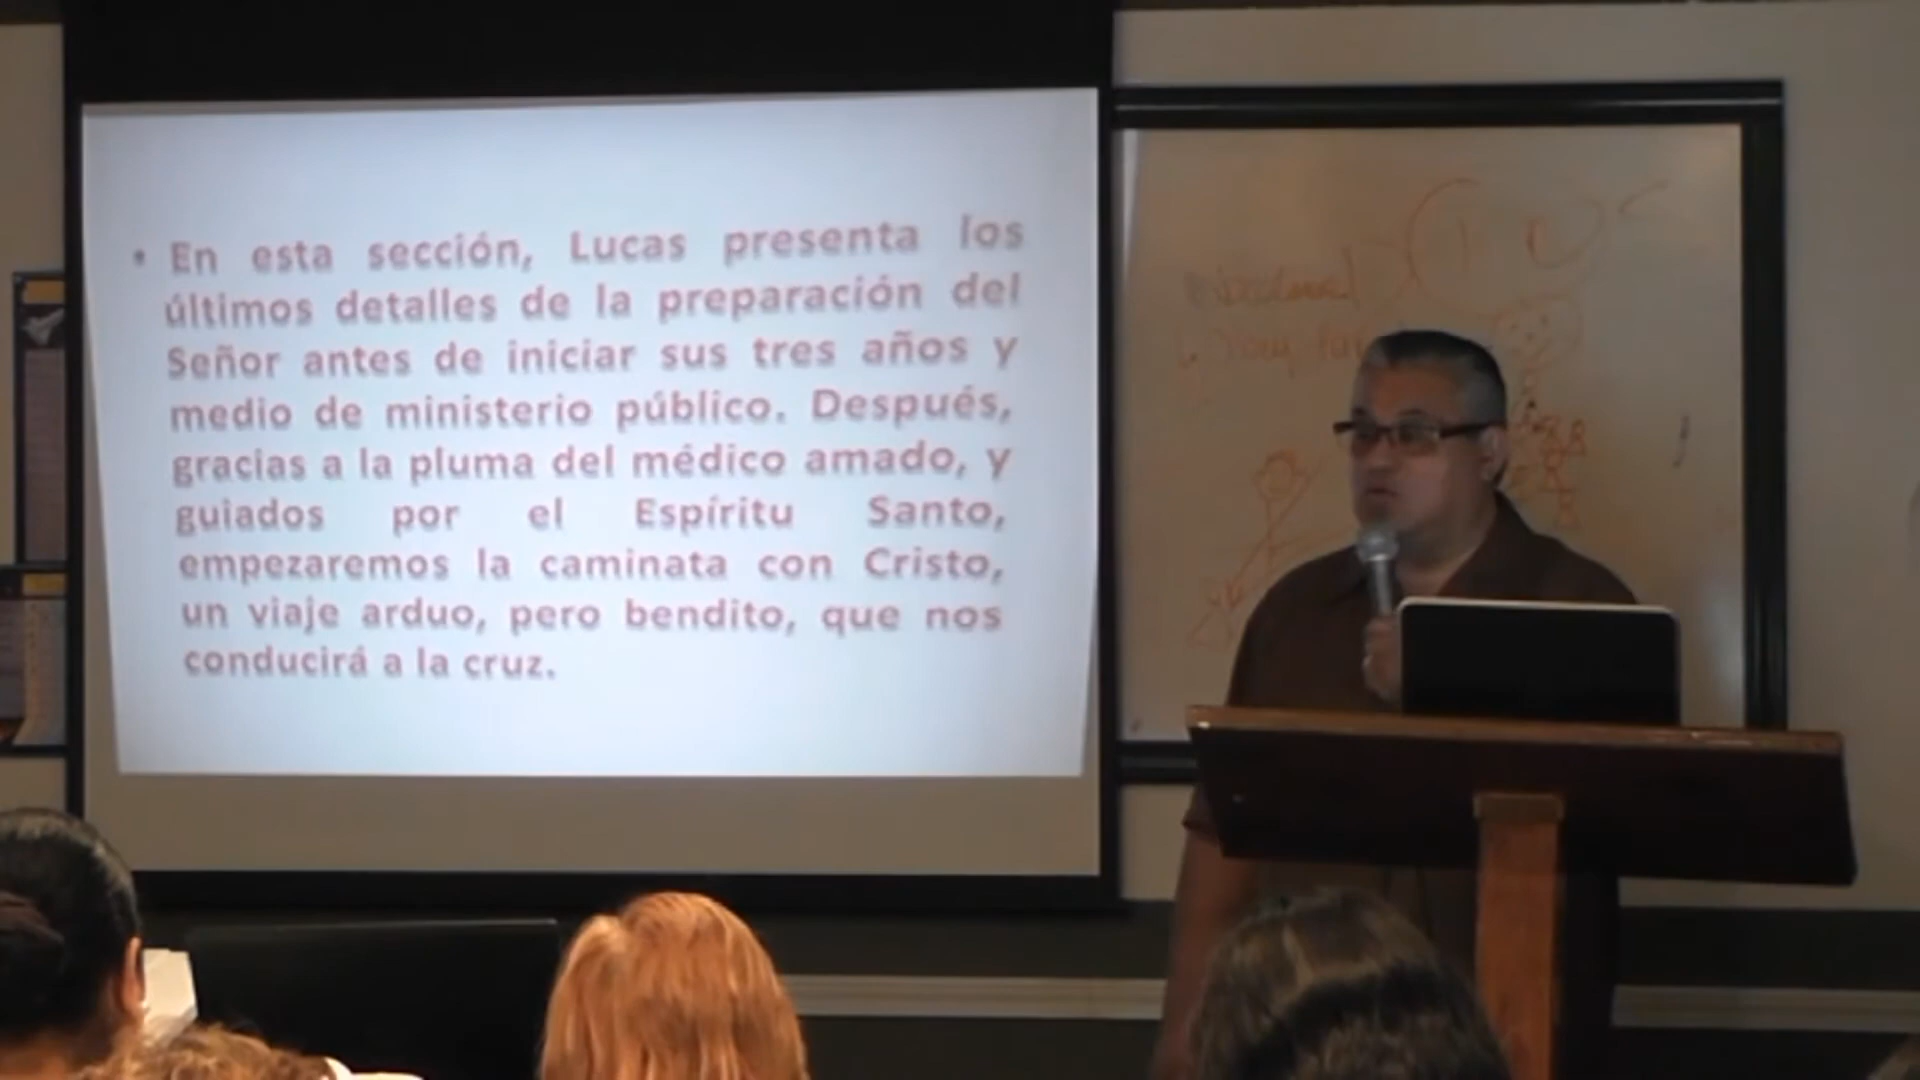 • En esta sección, Lucas presenta los
últimos detalles de la preparación del
Señor antes de iniciar sus tres años y
medio de ministerio público. Después,
gracias a la pluma del médico amado, y
guiados por el Espíritu Santo,
empezaremos la caminata con Cristo,
un viaje arduo, pero bendito, que nos
conducirá a la cruz.